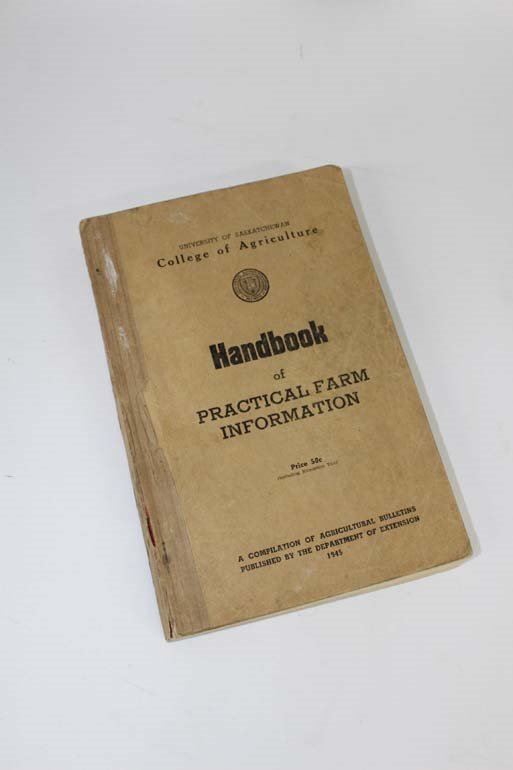 UNIVERSITY OF SASKATCHEWAN
College of Agriculture
Handbook
of
PRACTICAL FARM
INFORMATION
Price 50c
A COMPILATION OF AGRICULTURAL BULLETINS
PUBLISHED BY THE DEPARTMENT OF EXTENSION
1945